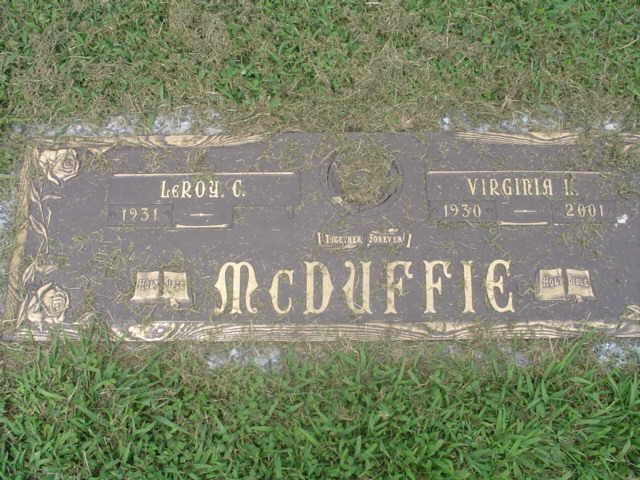 LeROY. C.
VIRGINIA I.
1931 —
1930 — 2001
TOGETHER FOREVER
HOLY BIBLE
McDUFFIE
HOLY BIBLE